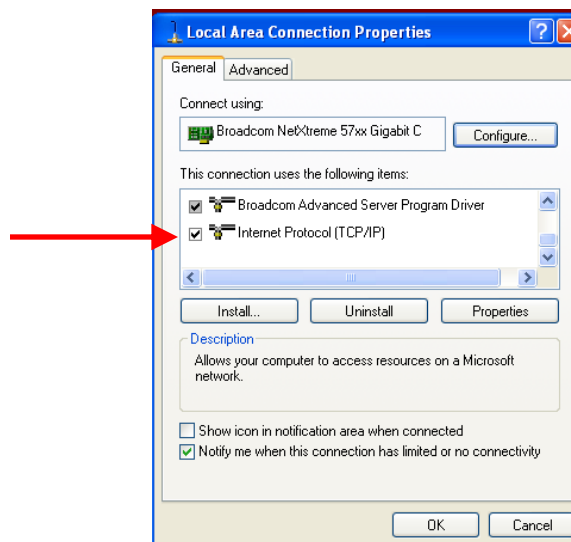 Local Area Connection Properties
General Advanced
Connect using:
Broadcom NetXtreme 57xx Gigabit C
Configure...
This connection uses the following items:
Broadcom Advanced Server Program Driver
Internet Protocol (TCP/IP)
Install... Uninstall Properties
Description
Allows your computer to access resources on a Microsoft
network.
Show icon in notification area when connected
Notify me when this connection has limited or no connectivity
OK Cancel